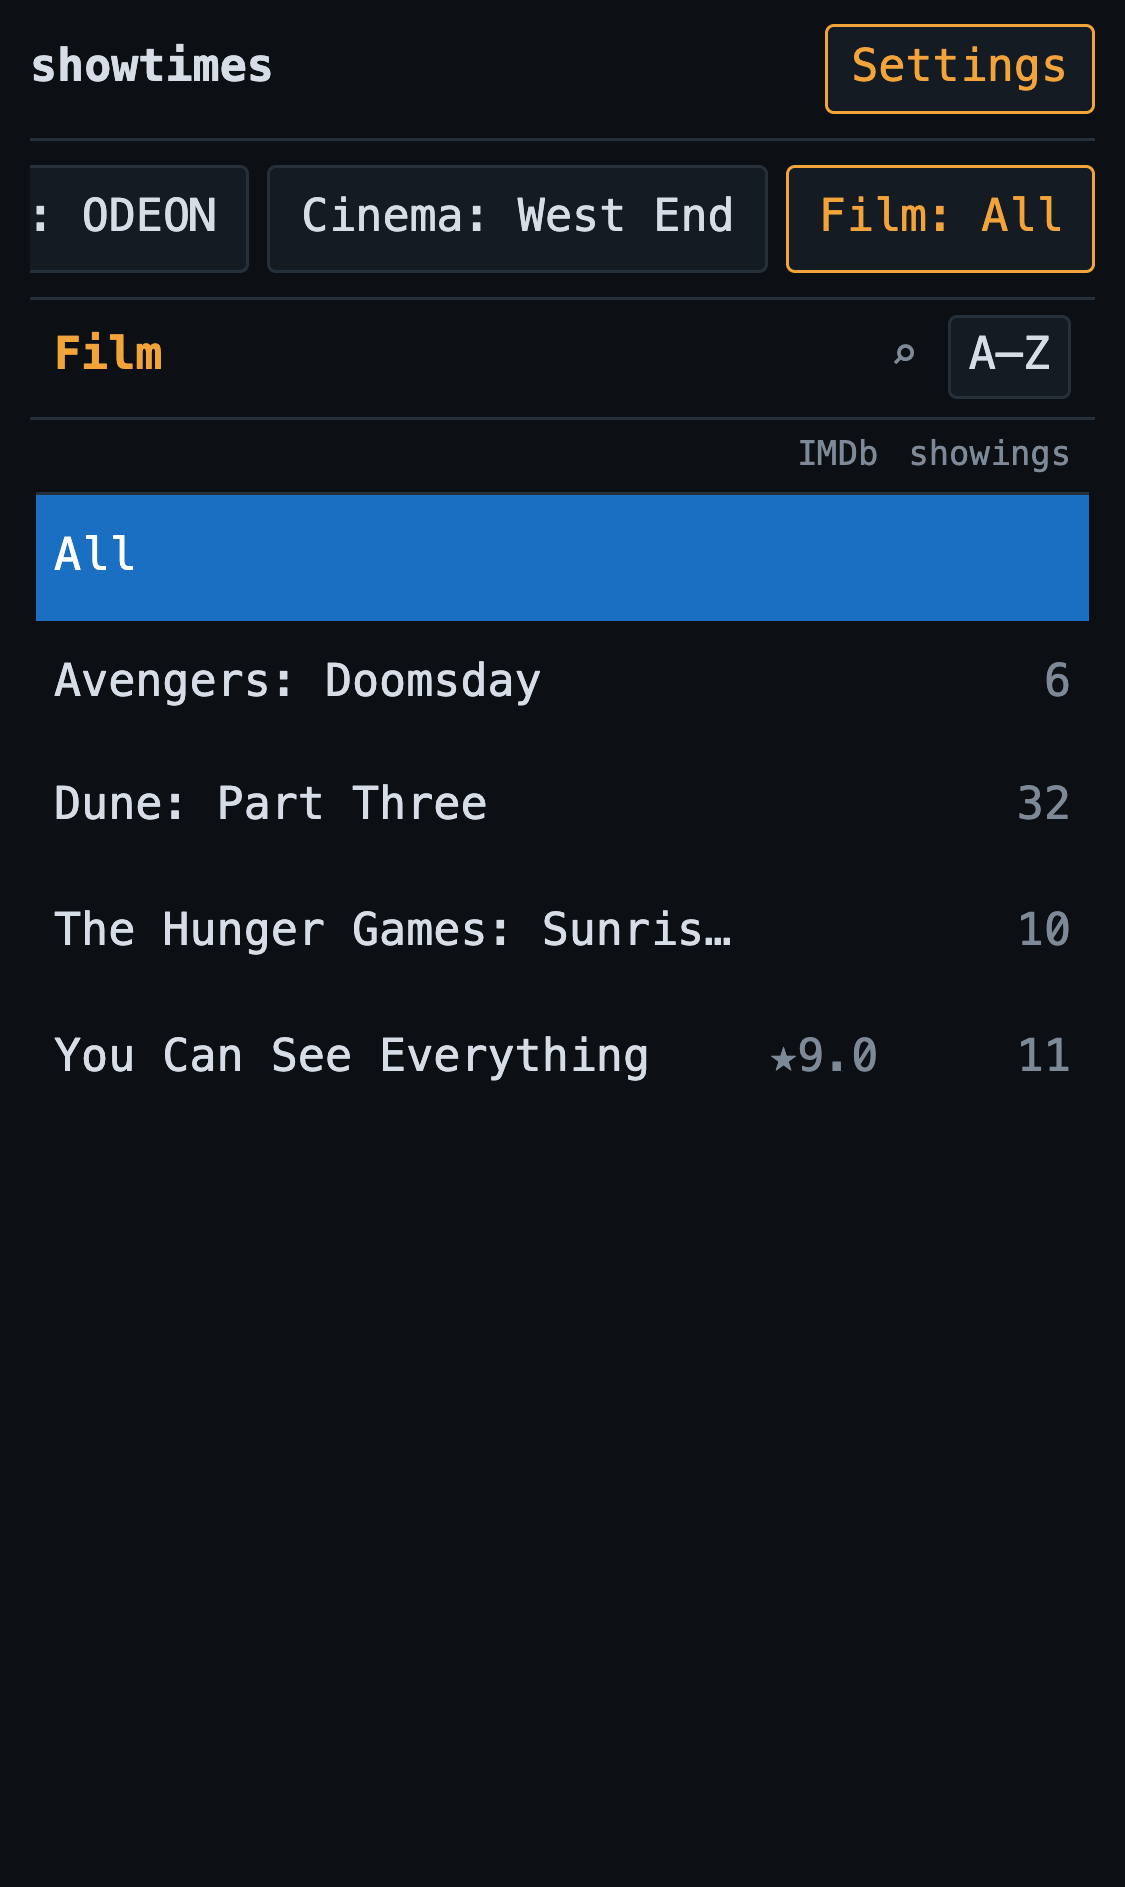 showtimes Settings
: ODEON Cinema: West End Film: All
Film A–Z
IMDb showings
All
Avengers: Doomsday 6
Dune: Part Three 32
The Hunger Games: Sunris… 10
You Can See Everything ★9.0 11